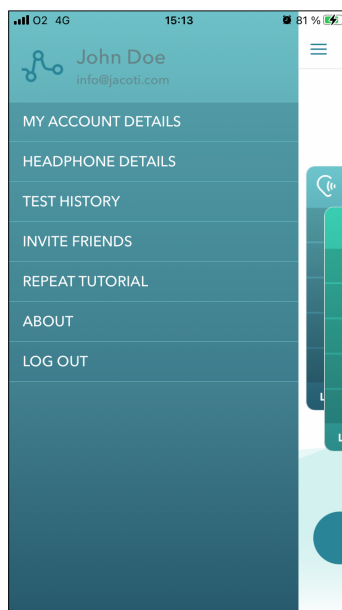 O2 4G 15:13 81 %
John Doe
info@jacoti.com
MY ACCOUNT DETAILS
HEADPHONE DETAILS
TEST HISTORY
INVITE FRIENDS
REPEAT TUTORIAL
ABOUT
LOG OUT
L
L